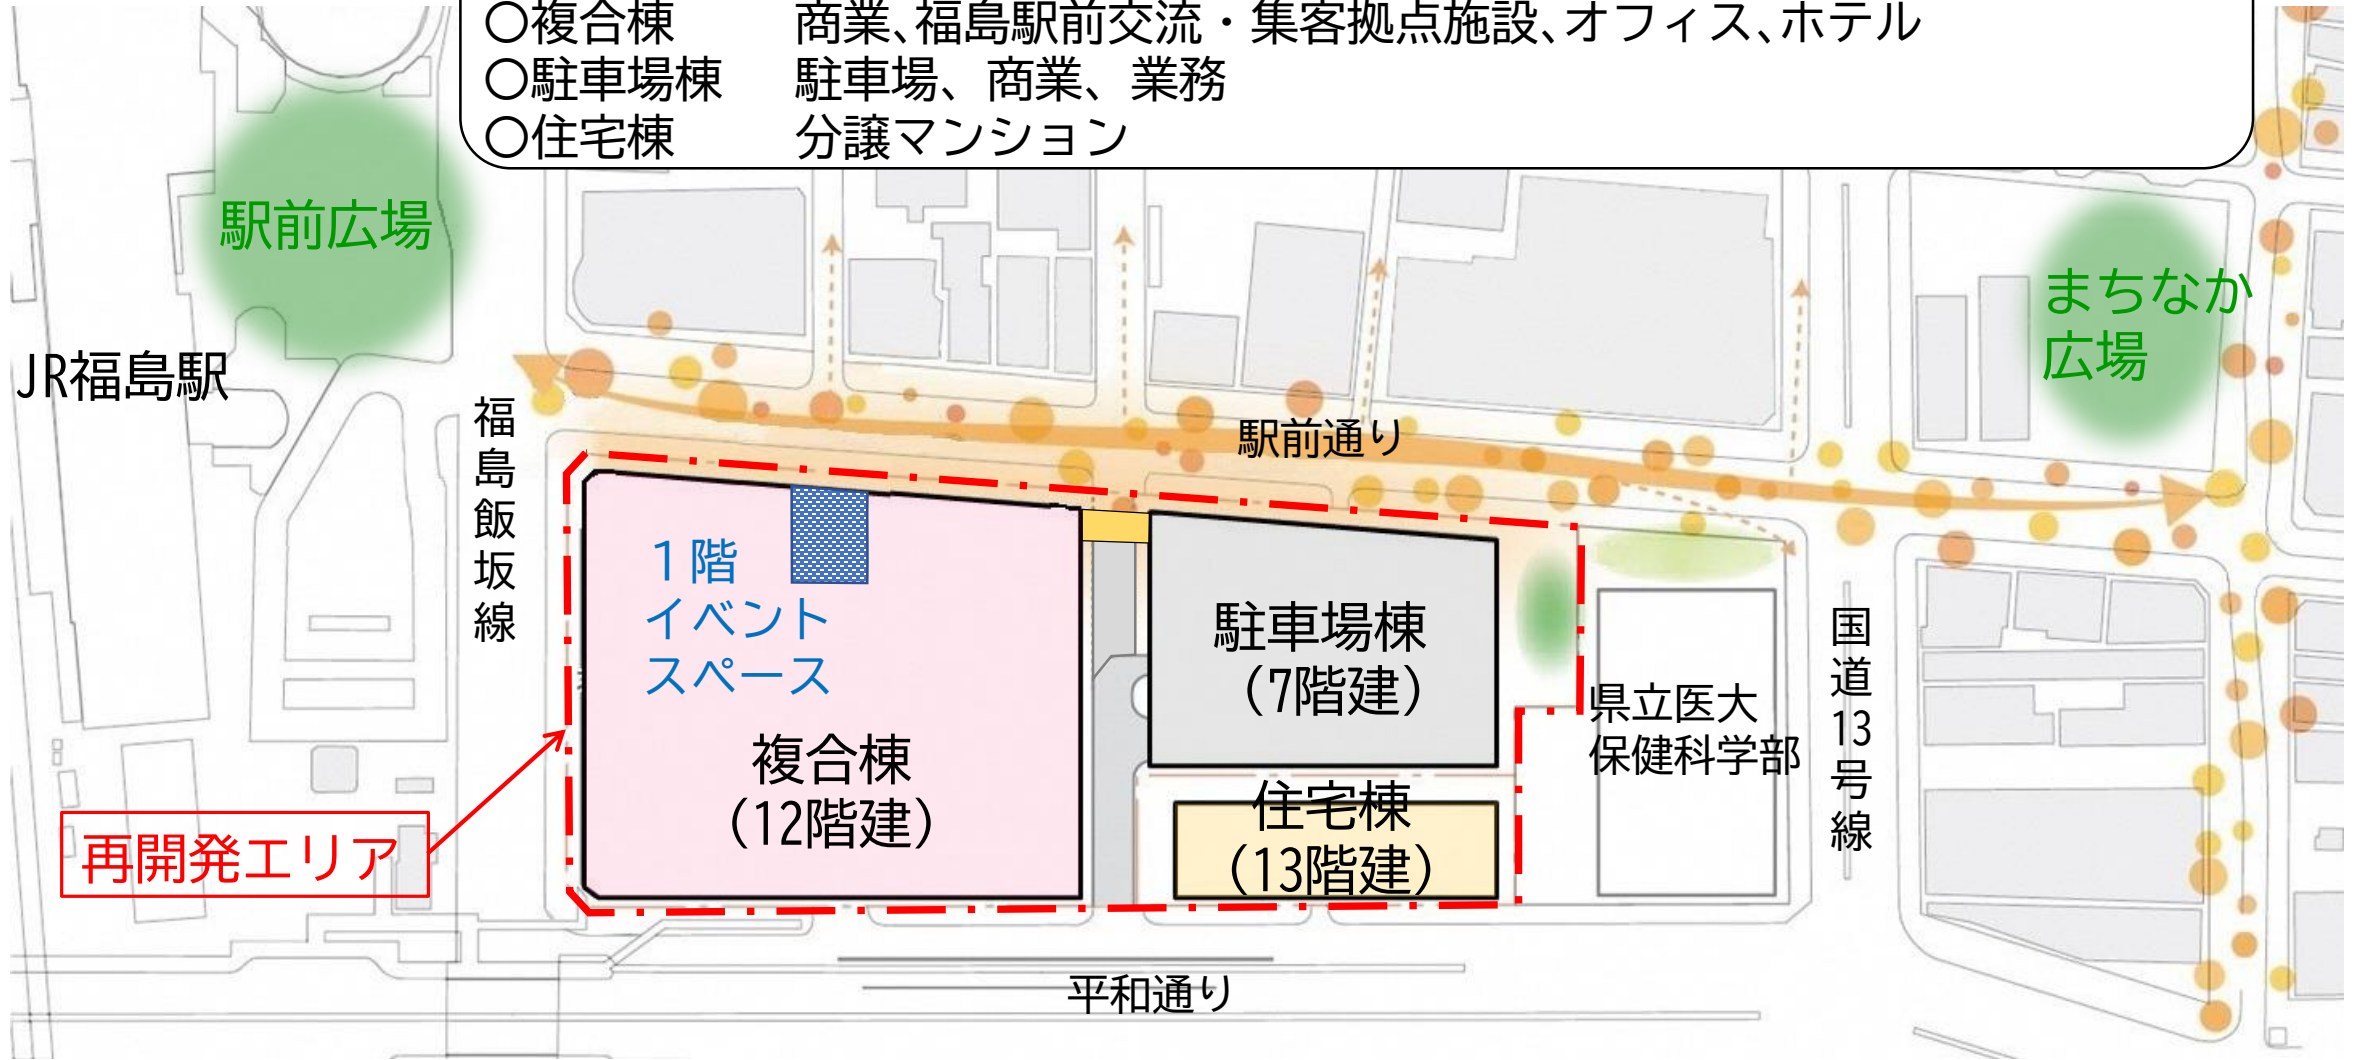 ○複合棟 商業､福島駅前交流・集客拠点施設､オフィス､ホテル
○駐車場棟 駐車場、商業、業務
○住宅棟 分譲マンション
駅前広場
まちなか
広場
JR福島駅
福島飯坂線
駅前通り
1階
イベント
スペース
駐車場棟
(7階建)
国道13号線
県立医大
保健科学部
複合棟
(12階建)
住宅棟
(13階建)
再開発エリア
平和通り